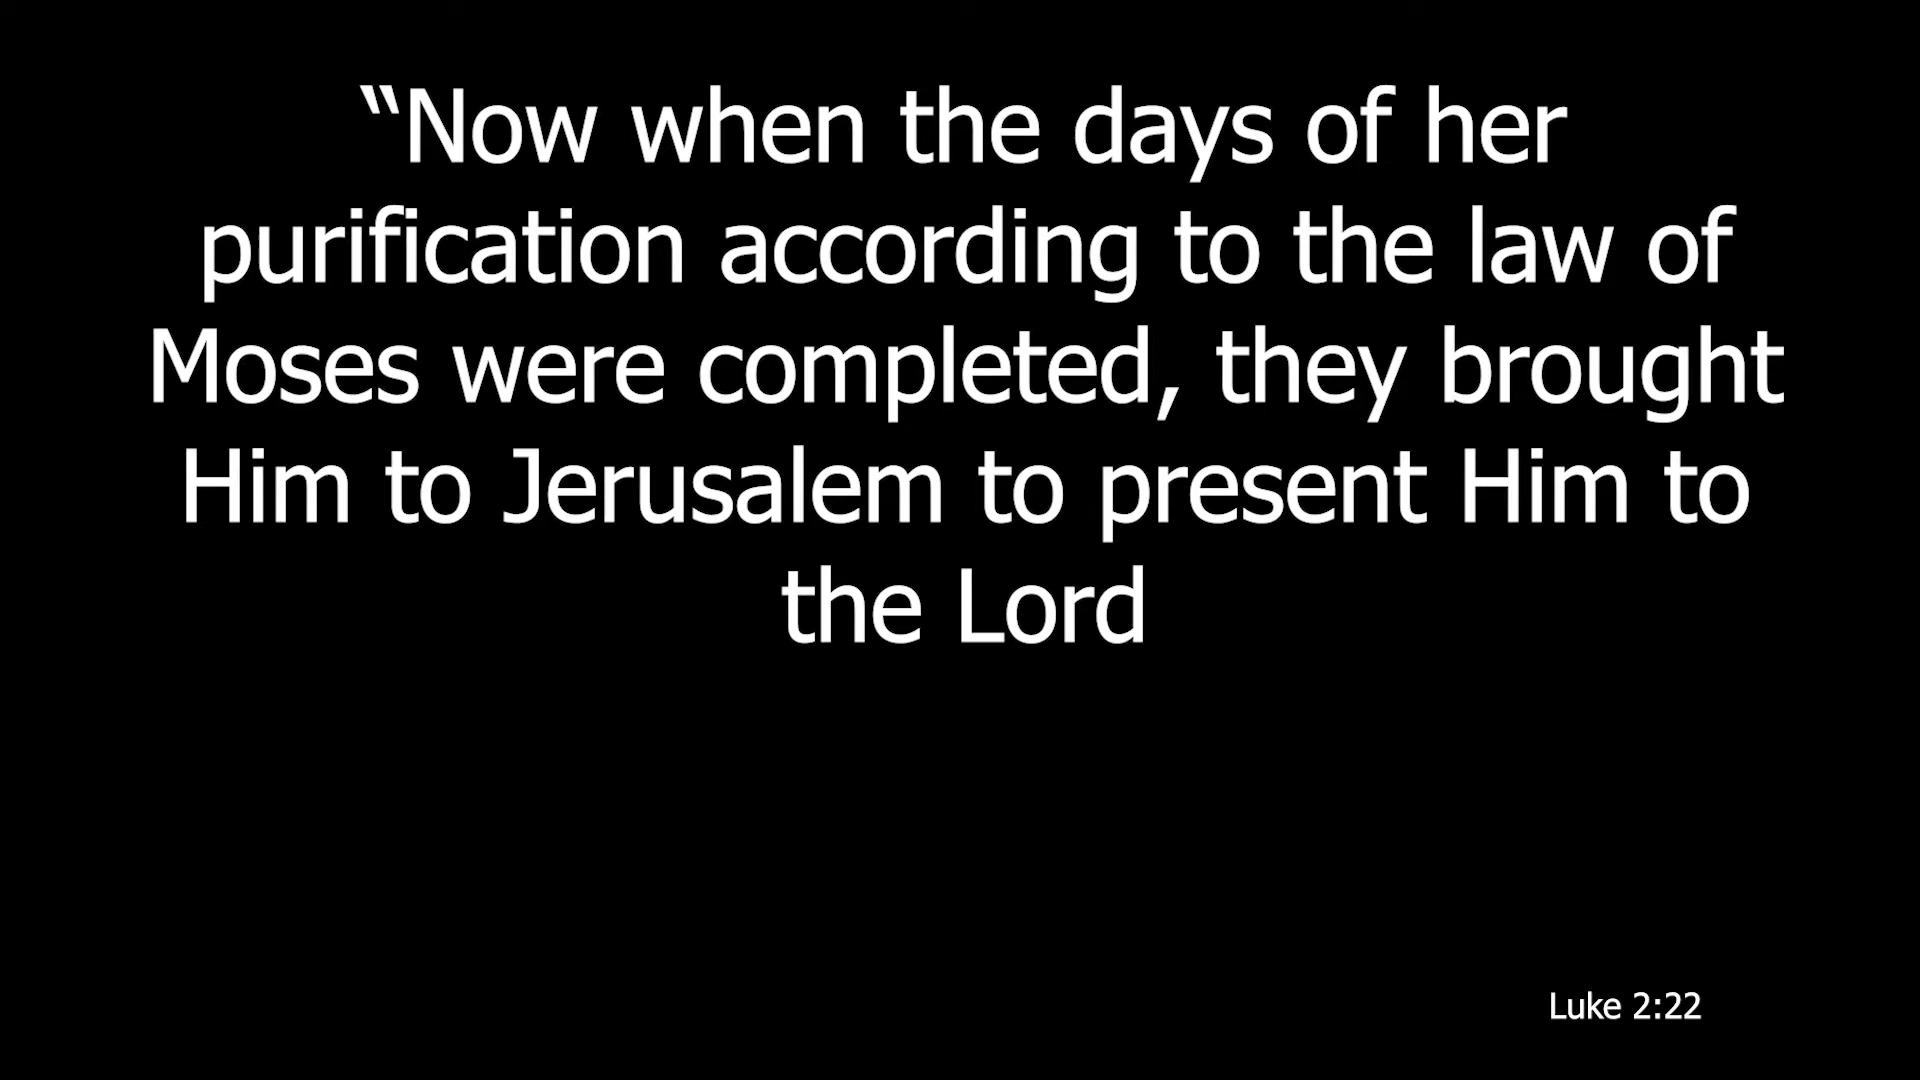 “Now when the days of her
purification according to the law of
Moses were completed, they brought
Him to Jerusalem to present Him to
the Lord
Luke 2:22